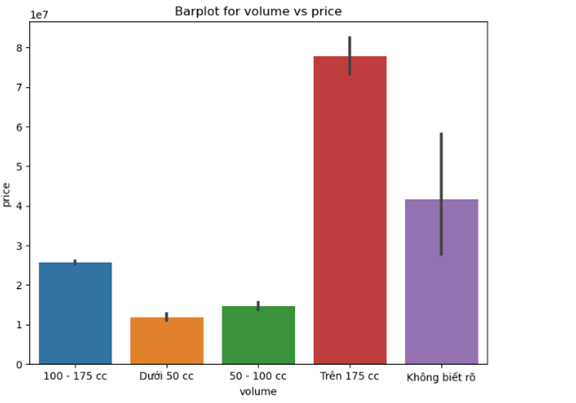 Barplot for volume vs price
1e7
8
7
6
5
4
3
2
1
0
price
100 - 175 cc
Dưới 50 cc
50 - 100 cc
Trên 175 cc
Không biết rõ
volume